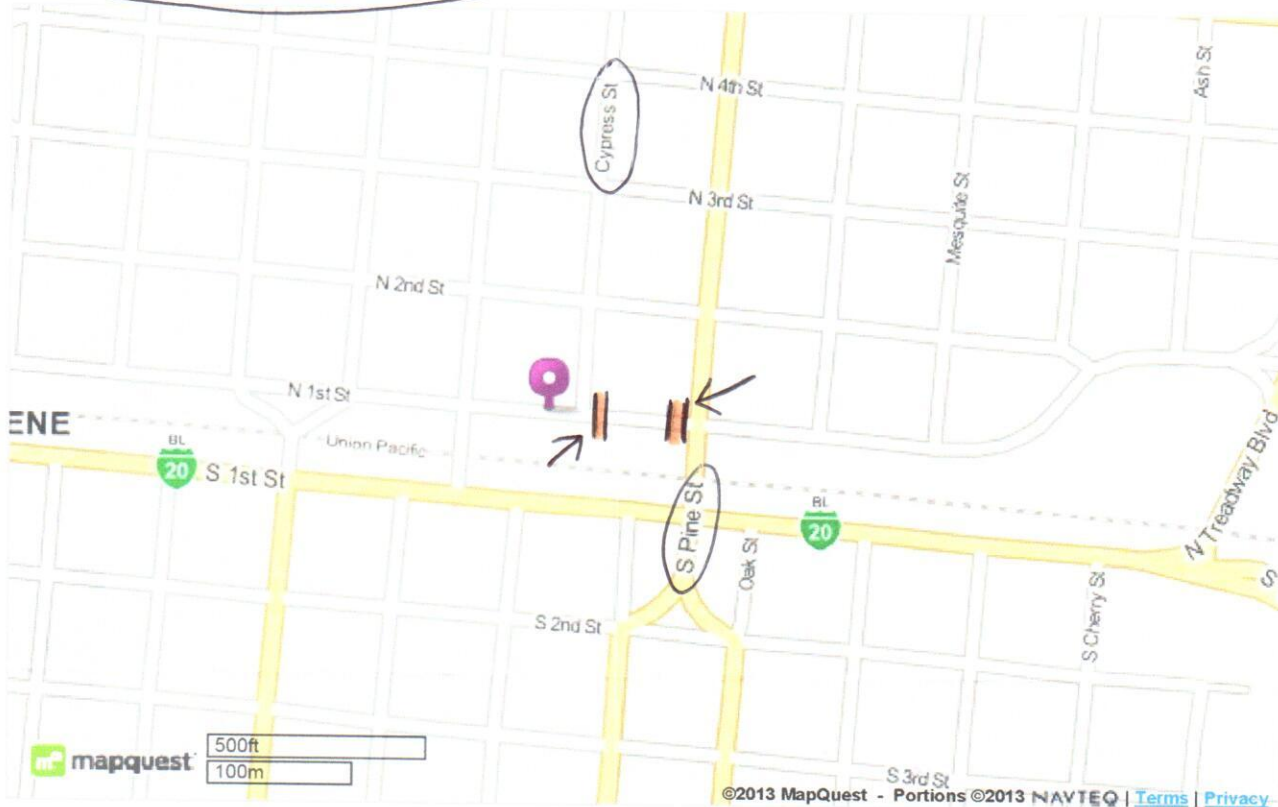 N 4th St
Ash St
Cypress St
N 3rd St
Mesquite St
N 2nd St
N 1st St
ENE
Union Pacific
BL
20
S 1st St
N Treadway Blvd
BL
20
S Pine St
Oak St
S
S Cherry St
S 2nd St
500ft
mapquest
100m
S 3rd St
©2013 MapQuest - Portions ©2013 NAVTEQ | Terms | Privacy